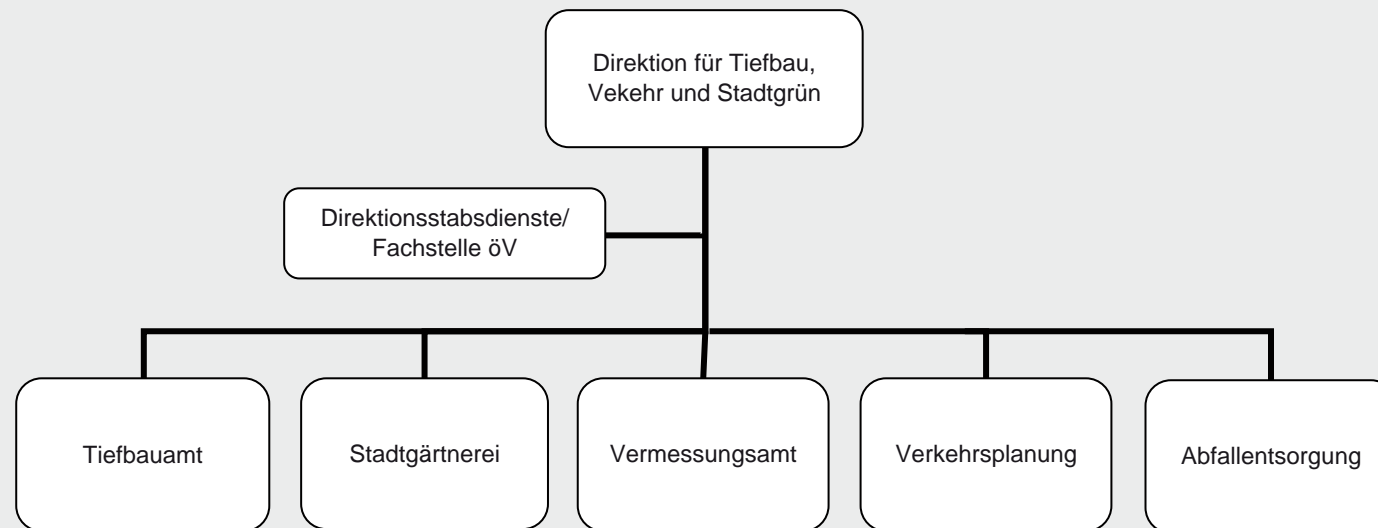 Direktion für Tiefbau,
Vekehr und Stadtgrün
Direktionsstabsdienste/
Fachstelle öV
Tiefbauamt
Stadtgärtnerei
Vermessungsamt
Verkehrsplanung
Abfallentsorgung